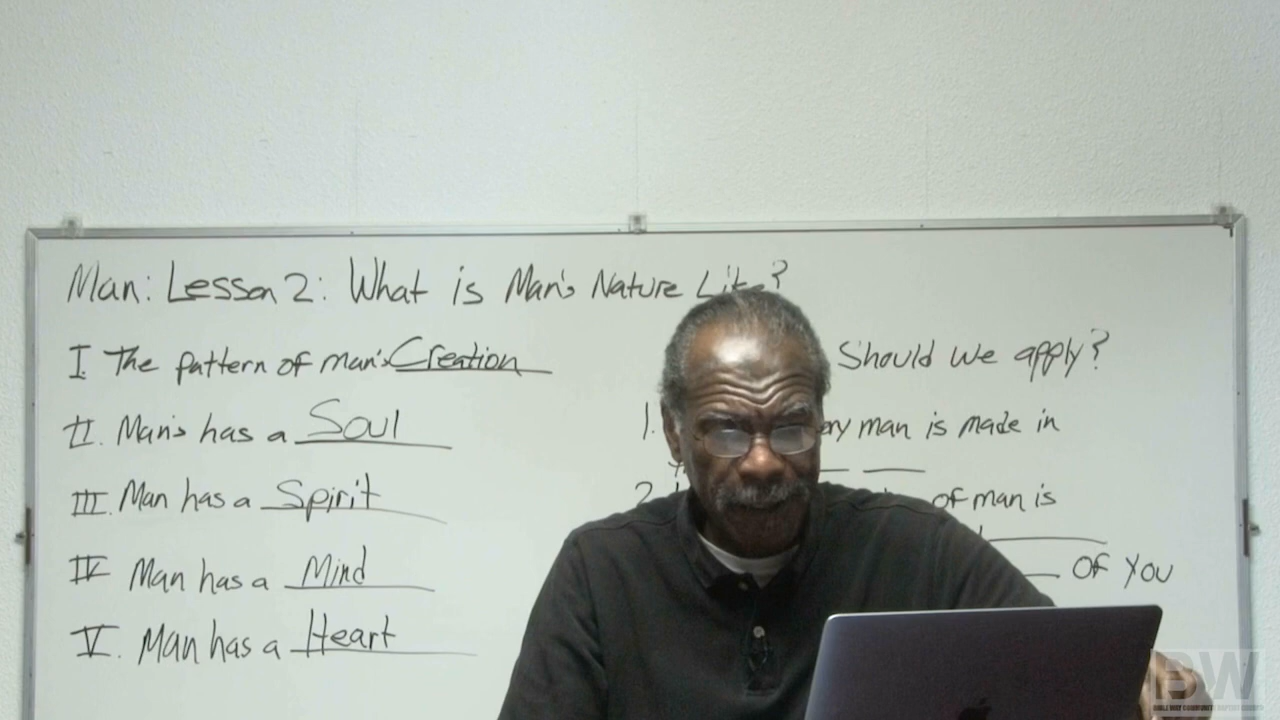 Man: Lesson 2: What is Man's Nature Like?
I The pattern of man's Creation
II. Man's has a Soul
III. Man has a Spirit
IV Man has a Mind
V. Man has a Heart
Should we apply?
1. man is made in
2. of man is
of you
BW